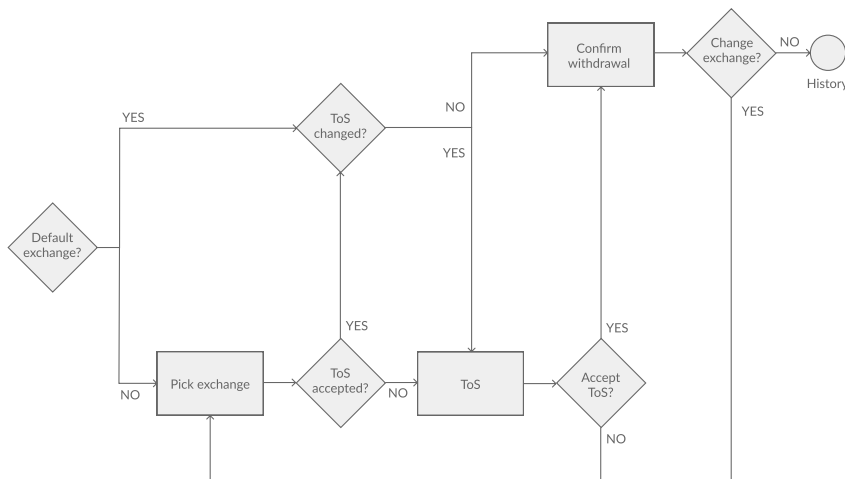 Confirm
withdrawal
Change
exchange?
NO
History
YES
YES
ToS
changed?
NO
YES
Default
exchange?
YES
YES
NO
Pick exchange
ToS
accepted?
NO
ToS
Accept
ToS?
NO